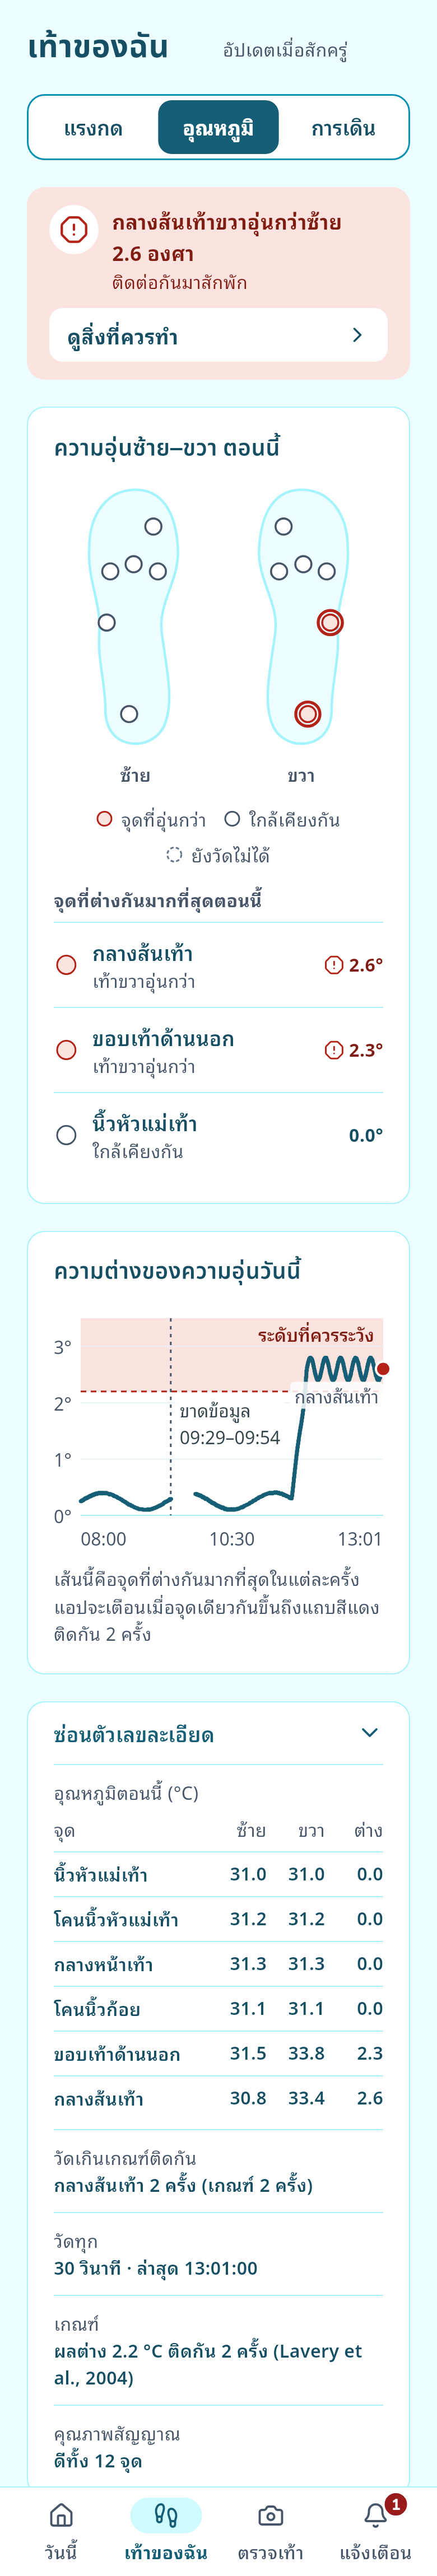 เท้าของฉัน
อัปเดตเมื่อสักครู่
แรงกด
อุณหภูมิ
การเดิน
กลางส้นเท้าขวาอุ่นกว่าซ้าย
2.6 องศา
ติดต่อกันมาสักพัก
ดูสิ่งที่ควรทำ
ความอุ่นซ้าย–ขวา ตอนนี้
ซ้าย
ขวา
จุดที่อุ่นกว่า
ใกล้เคียงกัน
ยังวัดไม่ได้
จุดที่ต่างกันมากที่สุดตอนนี้
กลางส้นเท้า
เท้าขวาอุ่นกว่า
2.6°
ขอบเท้าด้านนอก
เท้าขวาอุ่นกว่า
2.3°
นิ้วหัวแม่เท้า
ใกล้เคียงกัน
0.0°
ความต่างของความอุ่นวันนี้
ระดับที่ควรระวัง
3°
2°
กลางส้นเท้า
ขาดข้อมูล
09:29–09:54
1°
0°
08:00
10:30
13:01
เส้นนี้คือจุดที่ต่างกันมากที่สุดในแต่ละครั้ง
แอปจะเตือนเมื่อจุดเดียวกันขึ้นถึงแถบสีแดง
ติดกัน 2 ครั้ง
ซ่อนตัวเลขละเอียด
อุณหภูมิตอนนี้ (°C)
จุด ซ้าย ขวา ต่าง
นิ้วหัวแม่เท้า 31.0 31.0 0.0
โคนนิ้วหัวแม่เท้า 31.2 31.2 0.0
กลางหน้าเท้า 31.3 31.3 0.0
โคนนิ้วก้อย 31.1 31.1 0.0
ขอบเท้าด้านนอก 31.5 33.8 2.3
กลางส้นเท้า 30.8 33.4 2.6
วัดเกินเกณฑ์ติดกัน
กลางส้นเท้า 2 ครั้ง (เกณฑ์ 2 ครั้ง)
วัดทุก
30 วินาที · ล่าสุด 13:01:00
เกณฑ์
ผลต่าง 2.2 °C ติดกัน 2 ครั้ง (Lavery et
al., 2004)
คุณภาพสัญญาณ
ดีทั้ง 12 จุด
1
วันนี้
เท้าของฉัน
ตรวจเท้า
แจ้งเตือน